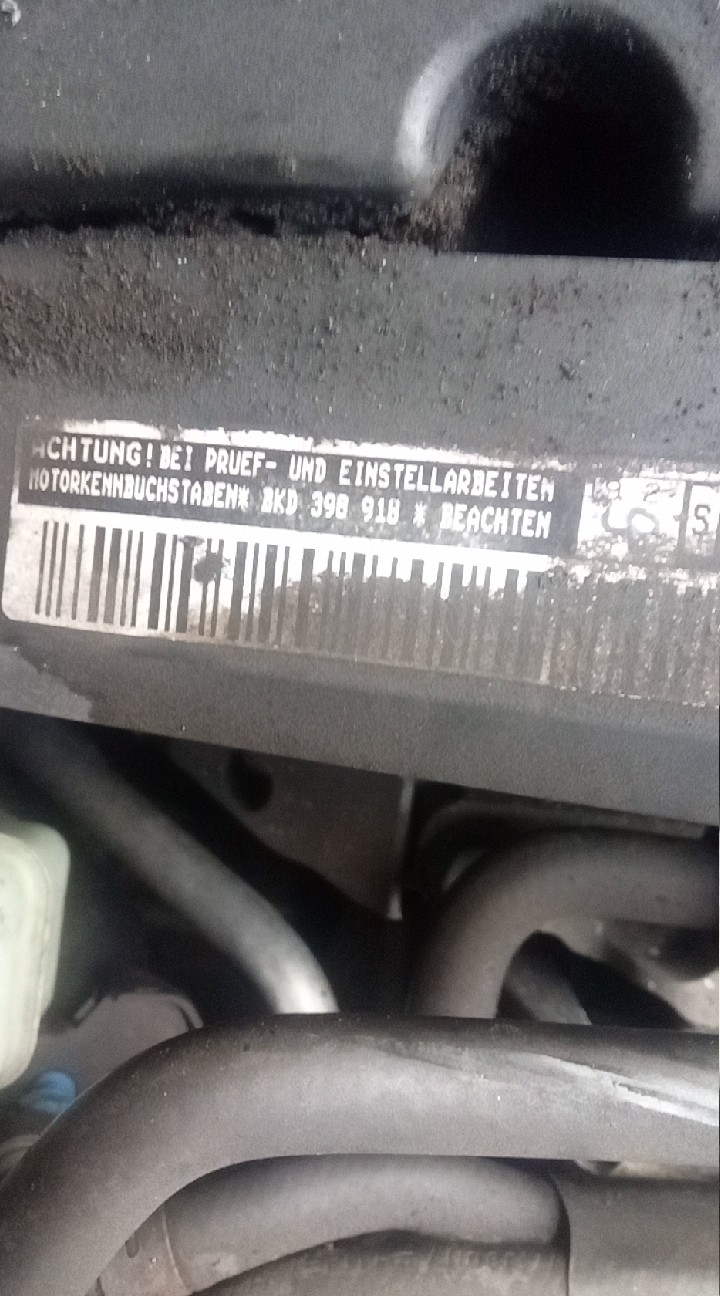 ACHTUNG! BEI PRUEF- UND EINSTELLARBEITEN
MOTORKENNBUCHSTABEN* BKD 398 918 * BEACHTEN
S